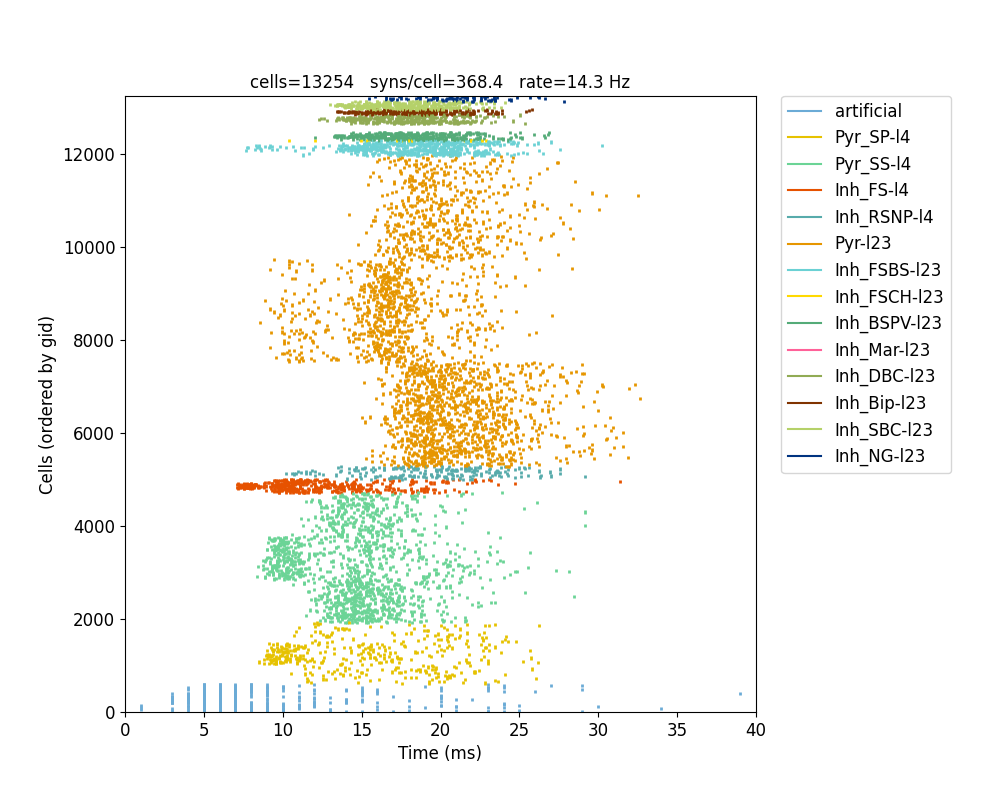 cells=13254   syns/cell=368.4   rate=14.3 Hz
Cells (ordered by gid)
12000
10000
8000
6000
4000
2000
0
0 5 10 15 20 25 30 35 40
Time (ms)
artificial
Pyr_SP-l4
Pyr_SS-l4
Inh_FS-l4
Inh_RSNP-l4
Pyr-l23
Inh_FSBS-l23
Inh_FSCH-l23
Inh_BSPV-l23
Inh_Mar-l23
Inh_DBC-l23
Inh_Bip-l23
Inh_SBC-l23
Inh_NG-l23